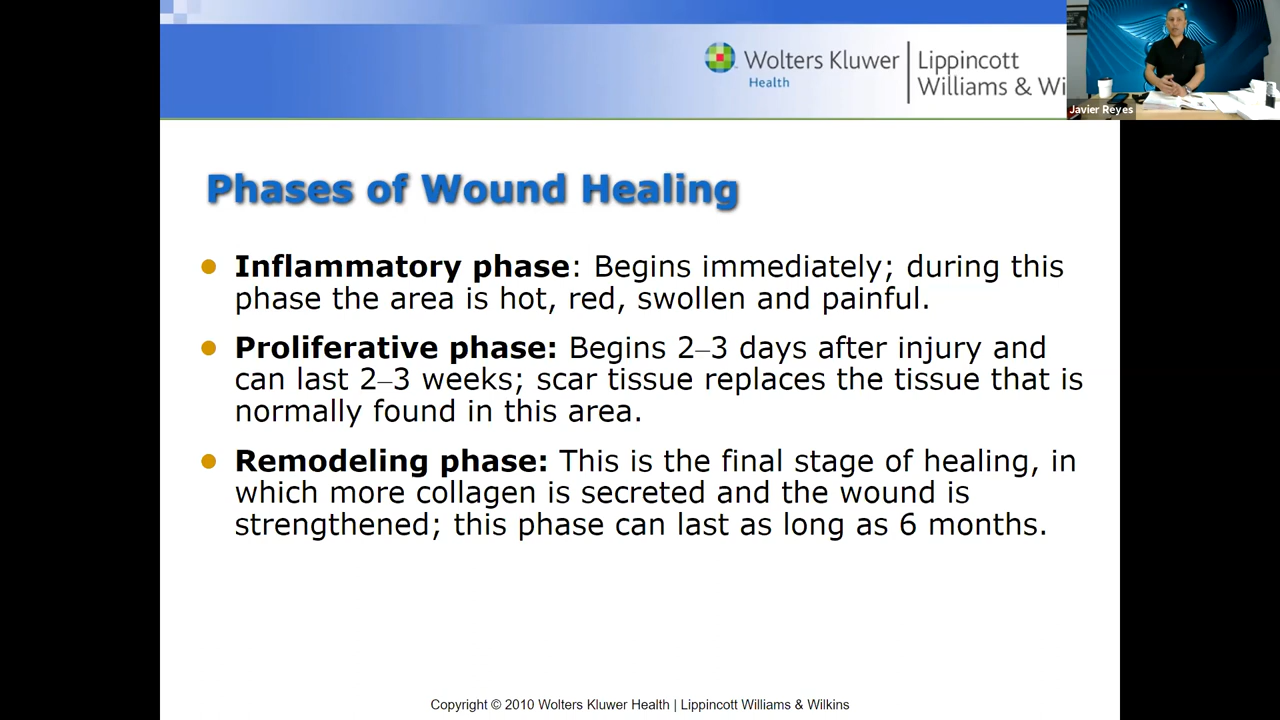 Wolters Kluwer
Health
Lippincott
Williams & Wi
Javier Reyes
Phases of Wound Healing
Inflammatory phase: Begins immediately; during this
phase the area is hot, red, swollen and painful.
Proliferative phase: Begins 2–3 days after injury and
can last 2–3 weeks; scar tissue replaces the tissue that is
normally found in this area.
Remodeling phase: This is the final stage of healing, in
which more collagen is secreted and the wound is
strengthened; this phase can last as long as 6 months.
Copyright © 2010 Wolters Kluwer Health | Lippincott Williams & Wilkins